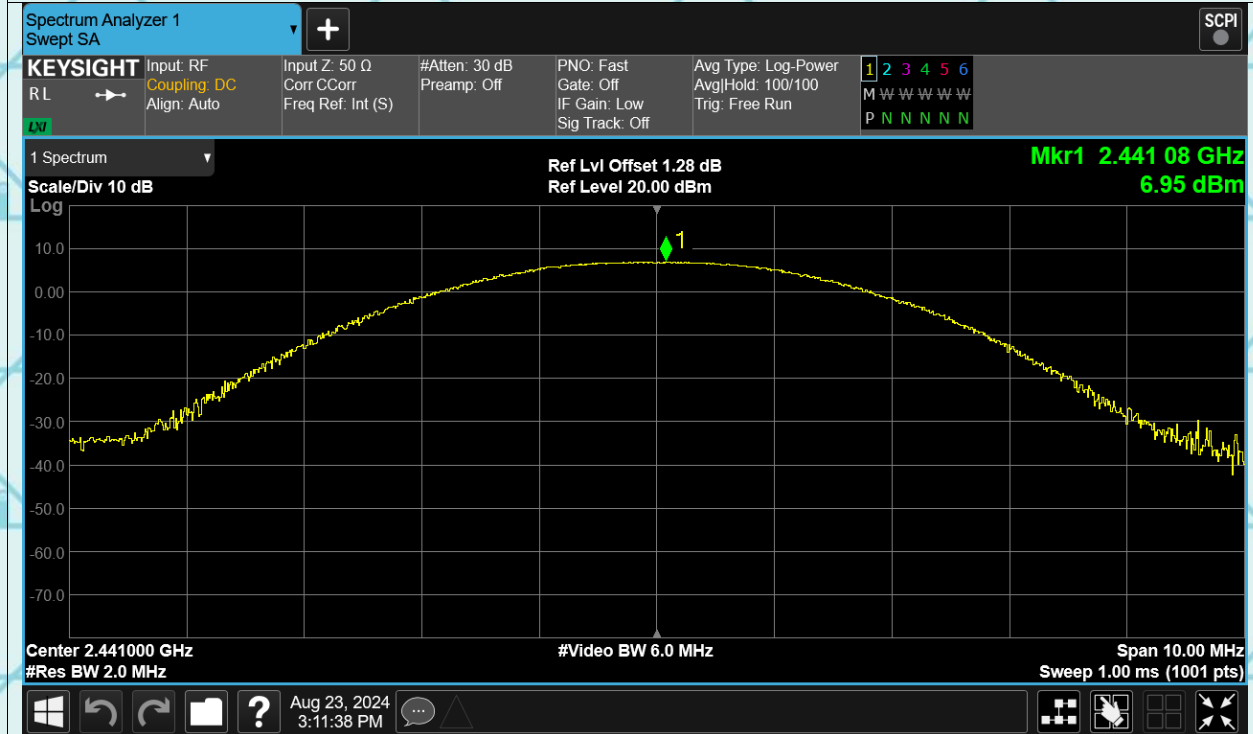 Spectrum Analyzer 1
Swept SA
SCPI
KEYSIGHT
R L
LXI
Input: RF
Coupling: DC
Align: Auto
Input Z: 50 Ω
Corr CCorr
Freq Ref: Int (S)
#Atten: 30 dB
Preamp: Off
PNO: Fast
Gate: Off
IF Gain: Low
Sig Track: Off
Avg Type: Log-Power
Avg|Hold: 100/100
Trig: Free Run
1 2 3 4 5 6
M W W W W W
P N N N N N
1 Spectrum
Scale/Div 10 dB
Log
Ref Lvl Offset 1.28 dB
Ref Level 20.00 dBm
Mkr1 2.441 08 GHz
6.95 dBm
1
10.0
0.00
-10.0
-20.0
-30.0
-40.0
-50.0
-60.0
-70.0
Center 2.441000 GHz
#Res BW 2.0 MHz
#Video BW 6.0 MHz
Span 10.00 MHz
Sweep 1.00 ms (1001 pts)
?
Aug 23, 2024
3:11:38 PM